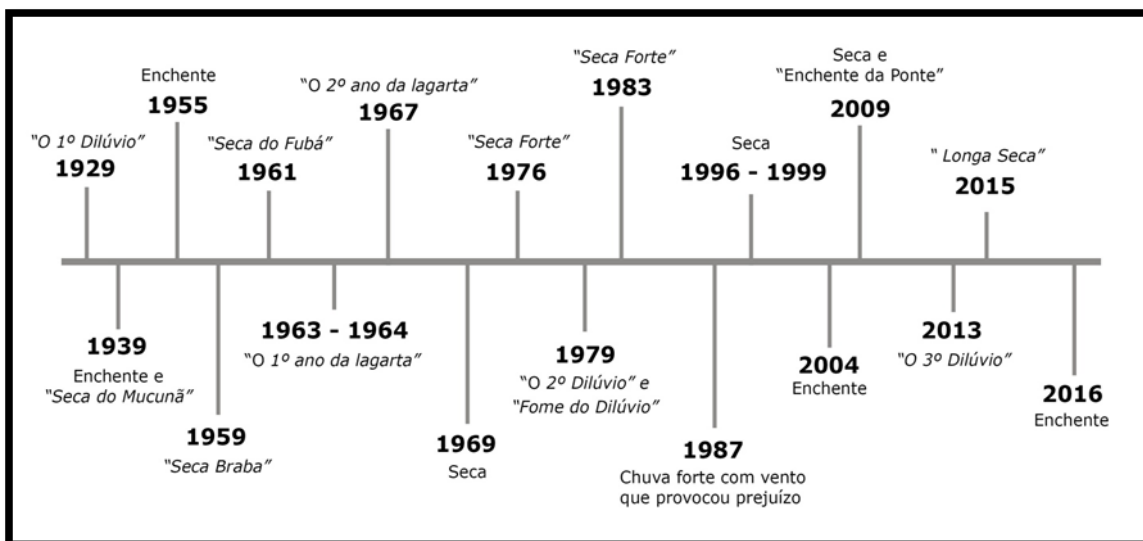 “O 1º Dilúvio”
1929
Enchente
1955
“Seca do Fubá”
1961
“O 2º ano da lagarta”
1967
“Seca Forte”
1976
“Seca Forte”
1983
Seca
1996 - 1999
Seca e
“Enchente da Ponte”
2009
“ Longa Seca”
2015
1939
Enchente e
“Seca do Mucunã”
1959
“Seca Braba”
1963 - 1964
“O 1º ano da lagarta”
1969
Seca
1979
“O 2º Dilúvio” e
“Fome do Dilúvio”
1987
Chuva forte com vento
que provocou prejuízo
2004
Enchente
2013
“O 3º Dilúvio”
2016
Enchente